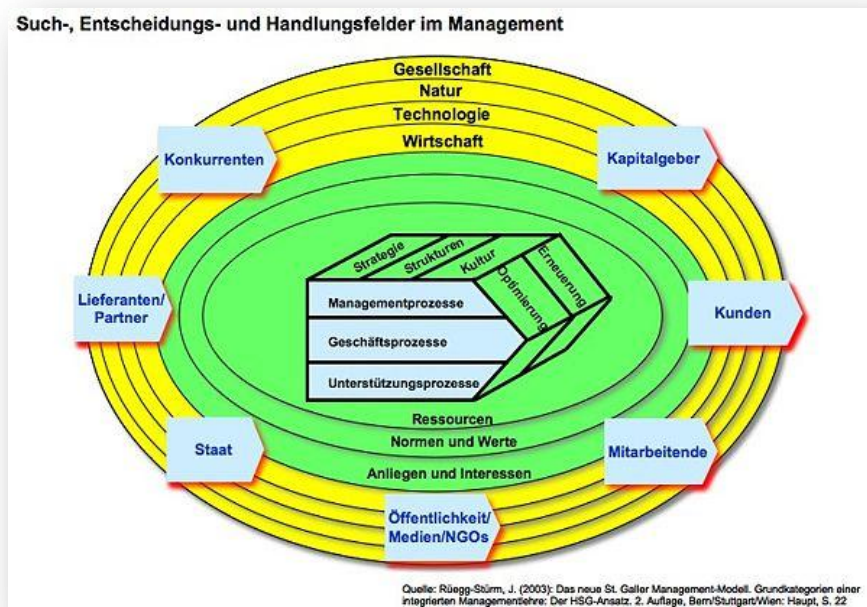 Such-, Entscheidungs- und Handlungsfelder im Management
Gesellschaft
Natur
Technologie
Wirtschaft
Konkurrenten
Kapitalgeber
Lieferanten/
Partner
Kunden
Strategie
Strukturen
Kultur
Optimierung
Erneuerung
Managementprozesse
Geschäftsprozesse
Unterstützungsprozesse
Ressourcen
Normen und Werte
Anliegen und Interessen
Staat
Mitarbeitende
Öffentlichkeit/
Medien/NGOs
Quelle: Rüegg-Stürm, J. (2003): Das neue St. Galler Management-Modell. Grundkategorien einer
integrierten Managementlehre: Der HSG-Ansatz. 2. Auflage, Bern/Stuttgart/Wien: Haupt, S. 22